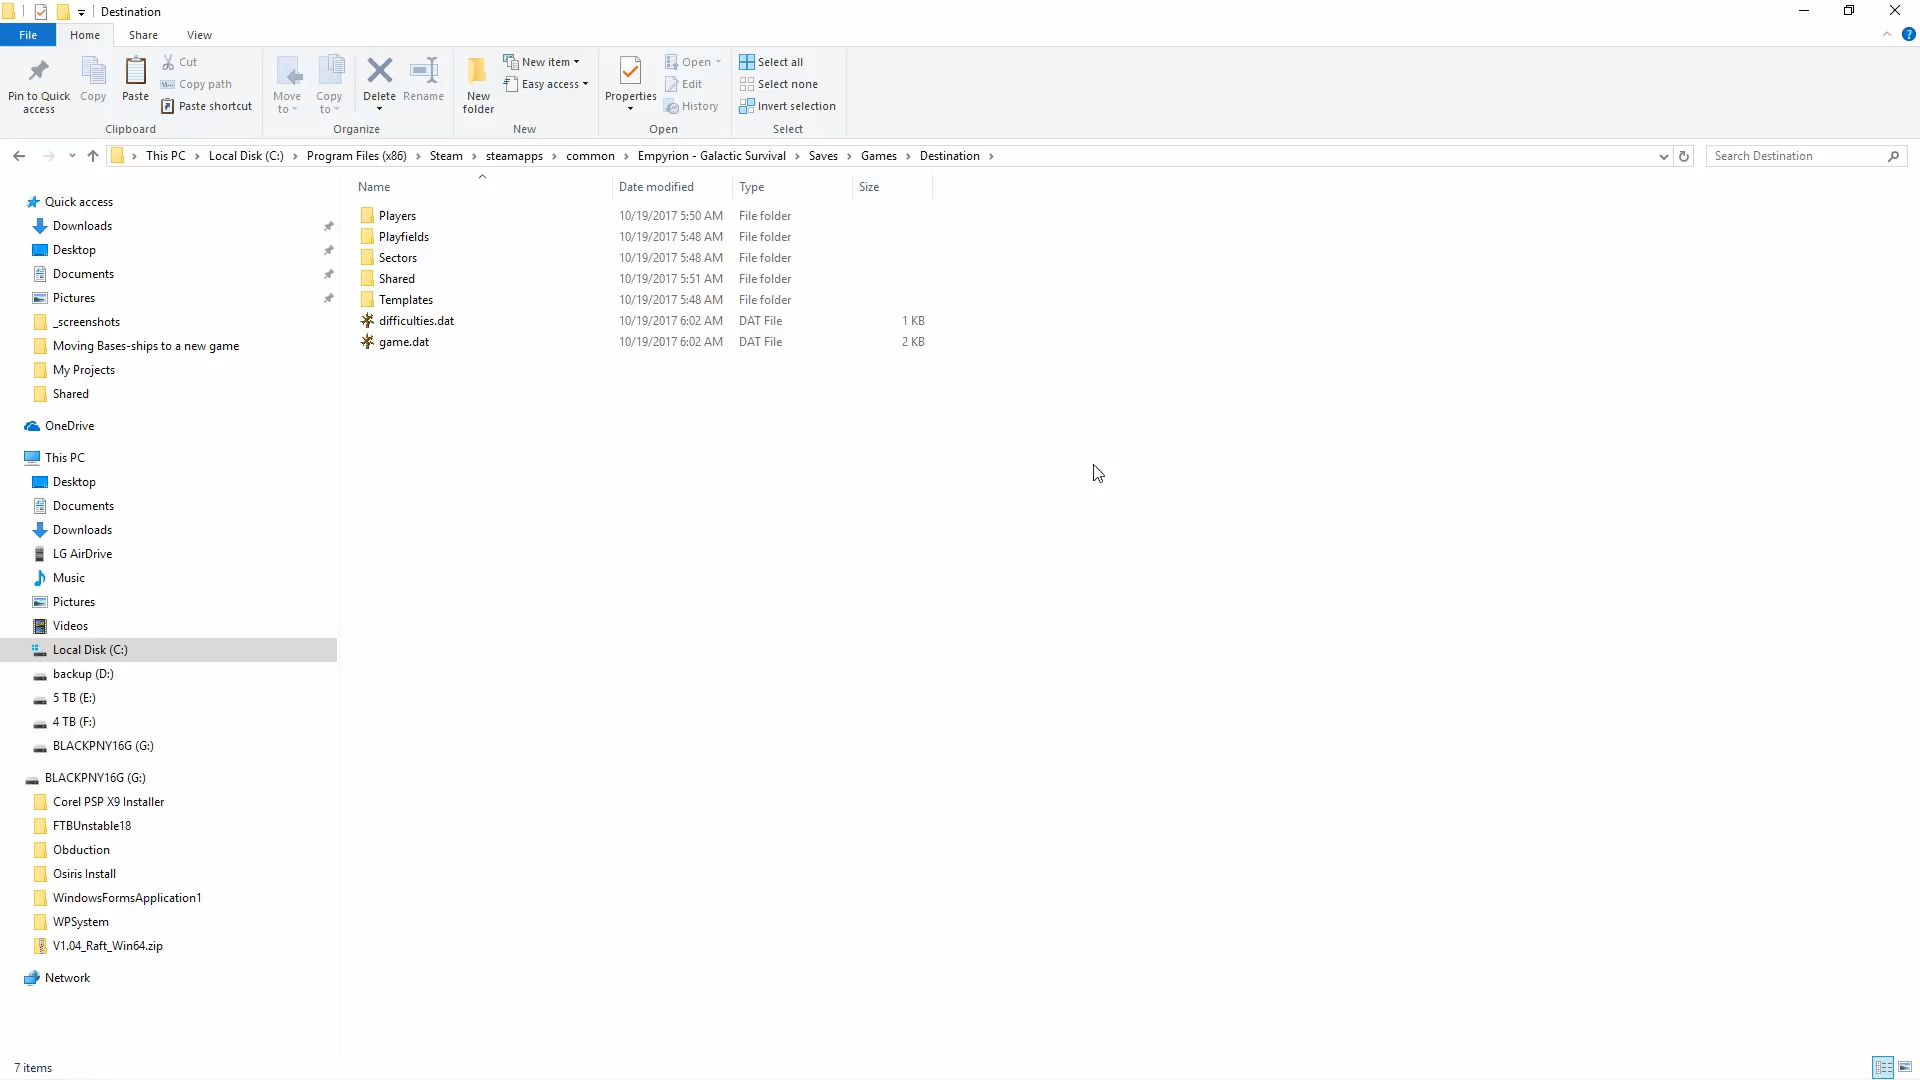 Destination
File Home Share View
Pin to Quick access
Copy
Paste
Cut
Copy path
Paste shortcut
Clipboard
Move to
Copy to
Delete
Rename
Organize
New folder
New item
Easy access
New
Properties
Open
Edit
History
Open
Select all
Select none
Invert selection
Select
This PC Local Disk (C:) Program Files (x86) Steam steamapps common Empyrion - Galactic Survival Saves Games Destination
Search Destination
Quick access
Downloads
Desktop
Documents
Pictures
_screenshots
Moving Bases-ships to a new game
My Projects
Shared
OneDrive
This PC
Desktop
Documents
Downloads
LG AirDrive
Music
Pictures
Videos
Local Disk (C:)
backup (D:)
5 TB (E:)
4 TB (F:)
BLACKPNY16G (G:)
BLACKPNY16G (G:)
Corel PSP X9 Installer
FTBUnstable18
Obduction
Osiris Install
WindowsFormsApplication1
WPSystem
V1.04_Raft_Win64.zip
Network
Name Date modified Type Size
Players 10/19/2017 5:50 AM File folder
Playfields 10/19/2017 5:48 AM File folder
Sectors 10/19/2017 5:48 AM File folder
Shared 10/19/2017 5:51 AM File folder
Templates 10/19/2017 5:48 AM File folder
difficulties.dat 10/19/2017 6:02 AM DAT File 1 KB
game.dat 10/19/2017 6:02 AM DAT File 2 KB
7 items